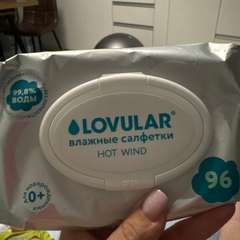 99,8%
ВОДЫ
LOVULAR®
влажные салфетки
HOT WIND
96
0+